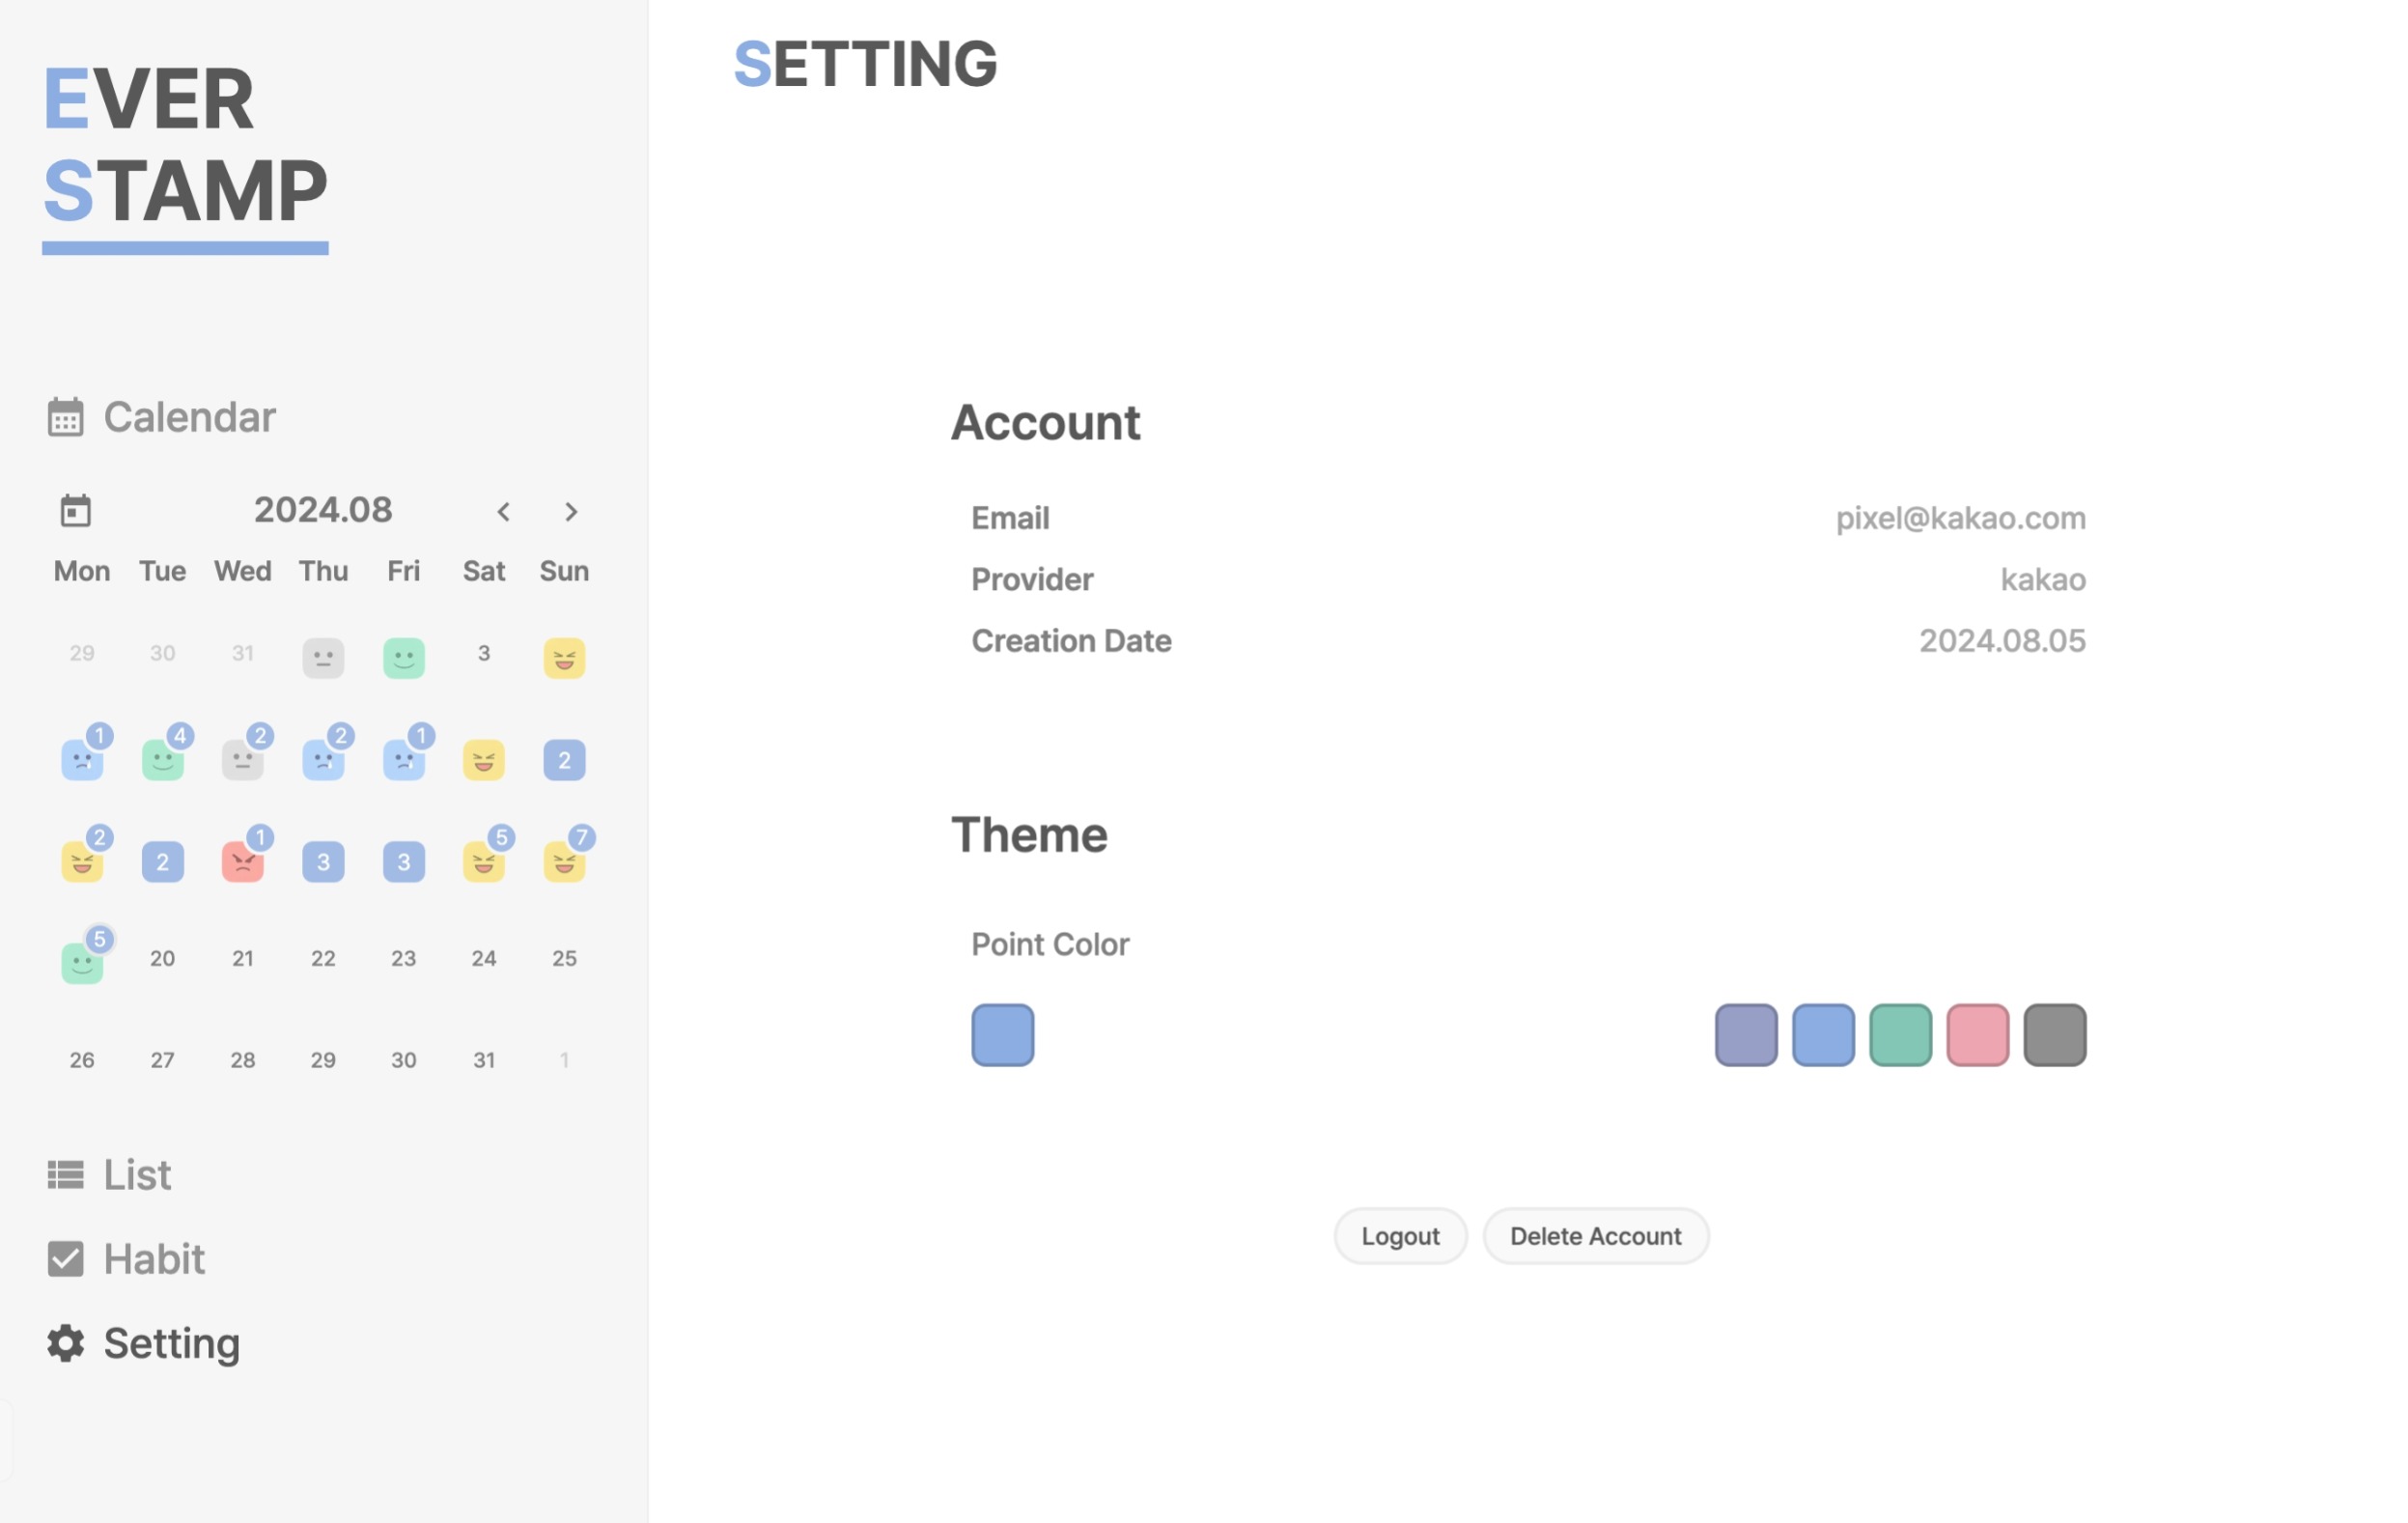 EVER
STAMP
Calendar
2024.08
Mon Tue Wed Thu Fri Sat Sun
29 30 31 3
1 4 2 2 1 2
2 2 1 3 3 5 7
5 20 21 22 23 24 25
26 27 28 29 30 31 1
List
Habit
Setting
SETTING
Account
Email pixel@kakao.com
Provider kakao
Creation Date 2024.08.05
Theme
Point Color
Logout Delete Account